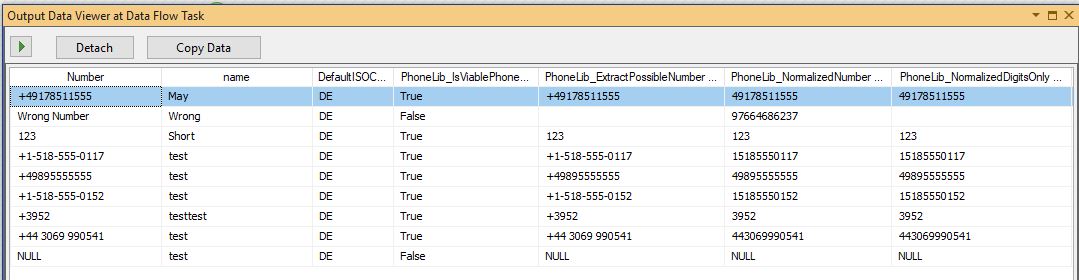 Output Data Viewer at Data Flow Task
Detach Copy Data
Number name DefaultISOC... PhoneLib_IsViablePhone... PhoneLib_ExtractPossibleNumber ... PhoneLib_NormalizedNumber ... PhoneLib_NormalizedDigitsOnly ...
+49178511555 May DE True +49178511555 49178511555 49178511555
Wrong Number Wrong DE False 97664686237
123 Short DE True 123 123 123
+1-518-555-0117 test DE True +1-518-555-0117 15185550117 15185550117
+49895555555 test DE True +49895555555 49895555555 49895555555
+1-518-555-0152 test DE True +1-518-555-0152 15185550152 15185550152
+3952 testtest DE True +3952 3952 3952
+44 3069 990541 test DE True +44 3069 990541 443069990541 443069990541
NULL test DE False NULL NULL NULL